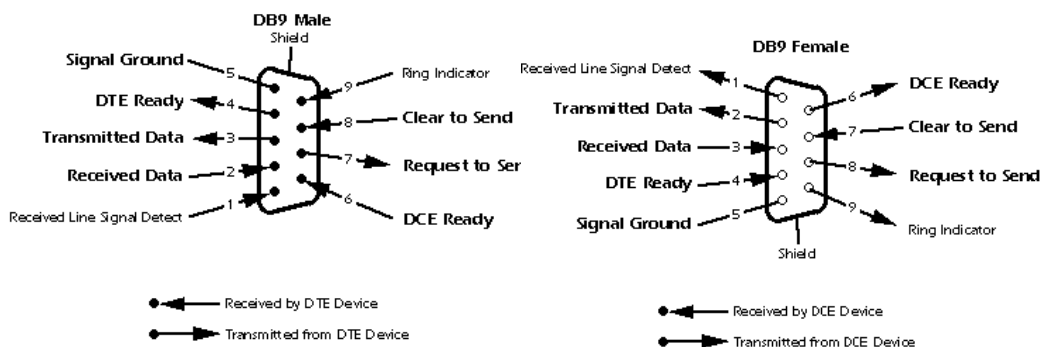 DB9 Male
Shield
Signal Ground
5
9
Ring Indicator
DTE Ready
4
8
Clear to Send
Transmitted Data
3
7
Request to Ser
Received Data
2
6
DCE Ready
Received Line Signal Detect
1
Received by DTE Device
Transmitted from DTE Device
DB9 Female
Received Line Signal Detect
1
6
DCE Ready
Transmitted Data
2
7
Clear to Send
Received Data
3
8
Request to Send
DTE Ready
4
9
Ring Indicator
Signal Ground
5
Shield
Received by DCE Device
Transmitted from DCE Device